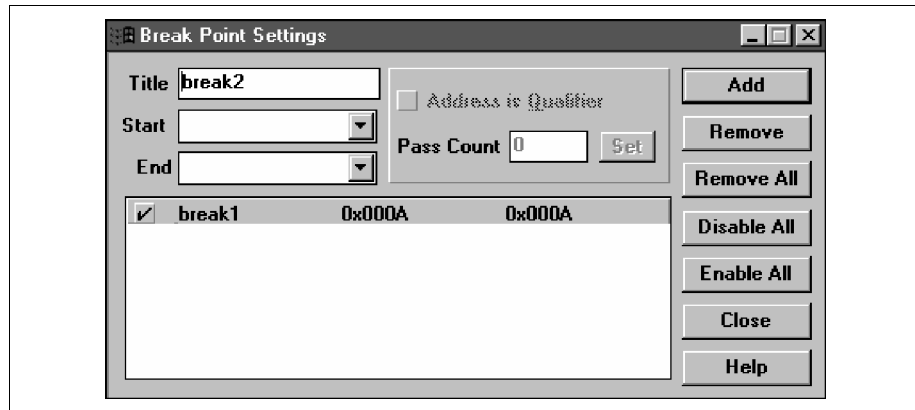 Break Point Settings
Title break2
Start
End
Address is Qualifier
Pass Count 0 Set
break1 0x000A 0x000A
Add
Remove
Remove All
Disable All
Enable All
Close
Help